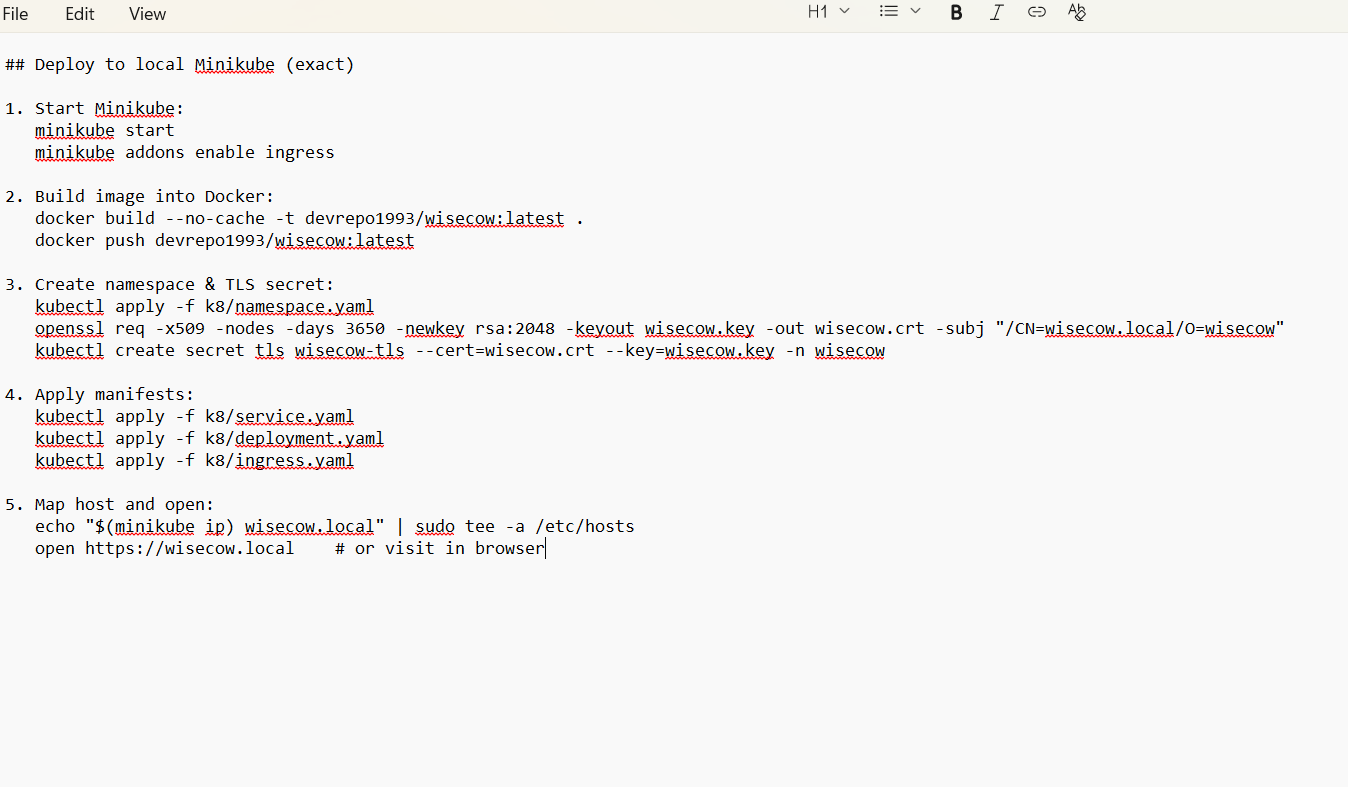 File Edit View H1 B I A
## Deploy to local Minikube (exact)
1. Start Minikube:
minikube start
minikube addons enable ingress
2. Build image into Docker:
docker build --no-cache -t devrepo1993/wisecow:latest .
docker push devrepo1993/wisecow:latest
3. Create namespace & TLS secret:
kubectl apply -f k8/namespace.yaml
openssl req -x509 -nodes -days 3650 -newkey rsa:2048 -keyout wisecow.key -out wisecow.crt -subj "/CN=wisecow.local/O=wisecow"
kubectl create secret tls wisecow-tls --cert=wisecow.crt --key=wisecow.key -n wisecow
4. Apply manifests:
kubectl apply -f k8/service.yaml
kubectl apply -f k8/deployment.yaml
kubectl apply -f k8/ingress.yaml
5. Map host and open:
echo "$(minikube ip) wisecow.local" | sudo tee -a /etc/hosts
open https://wisecow.local    # or visit in browser